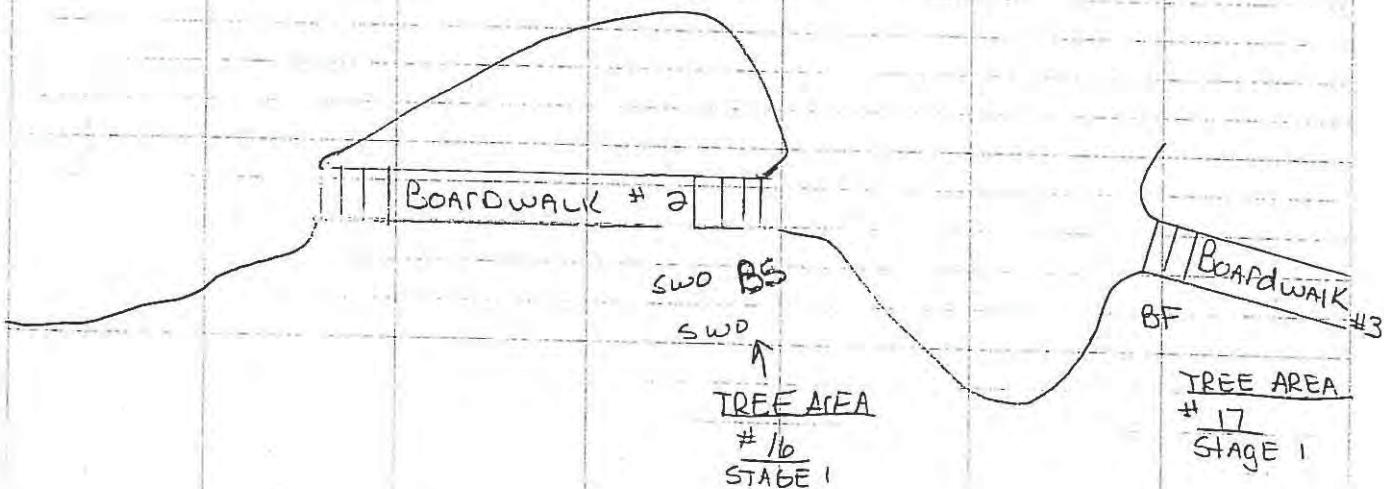 BOARDWALK # 2
SWO BS
SWO
TREE AREA
# 16
STAGE 1
BOARDWALK
#3
BF
TREE AREA
# 17
STAGE 1